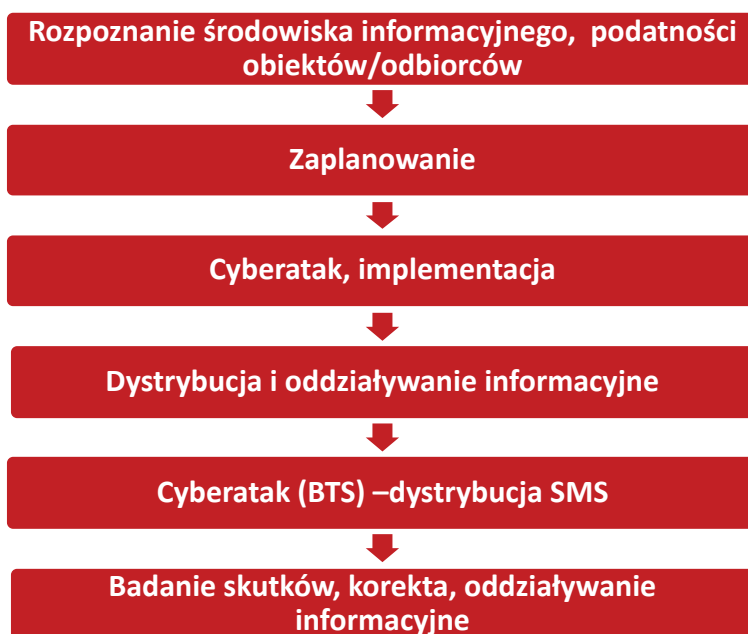 Rozpoznanie środowiska informacyjnego, podatności
obiektów/odbiorców
Zaplanowanie
Cyberatak, implementacja
Dystrybucja i oddziaływanie informacyjne
Cyberatak (BTS) –dystrybucja SMS
Badanie skutków, korekta, oddziaływanie
informacyjne